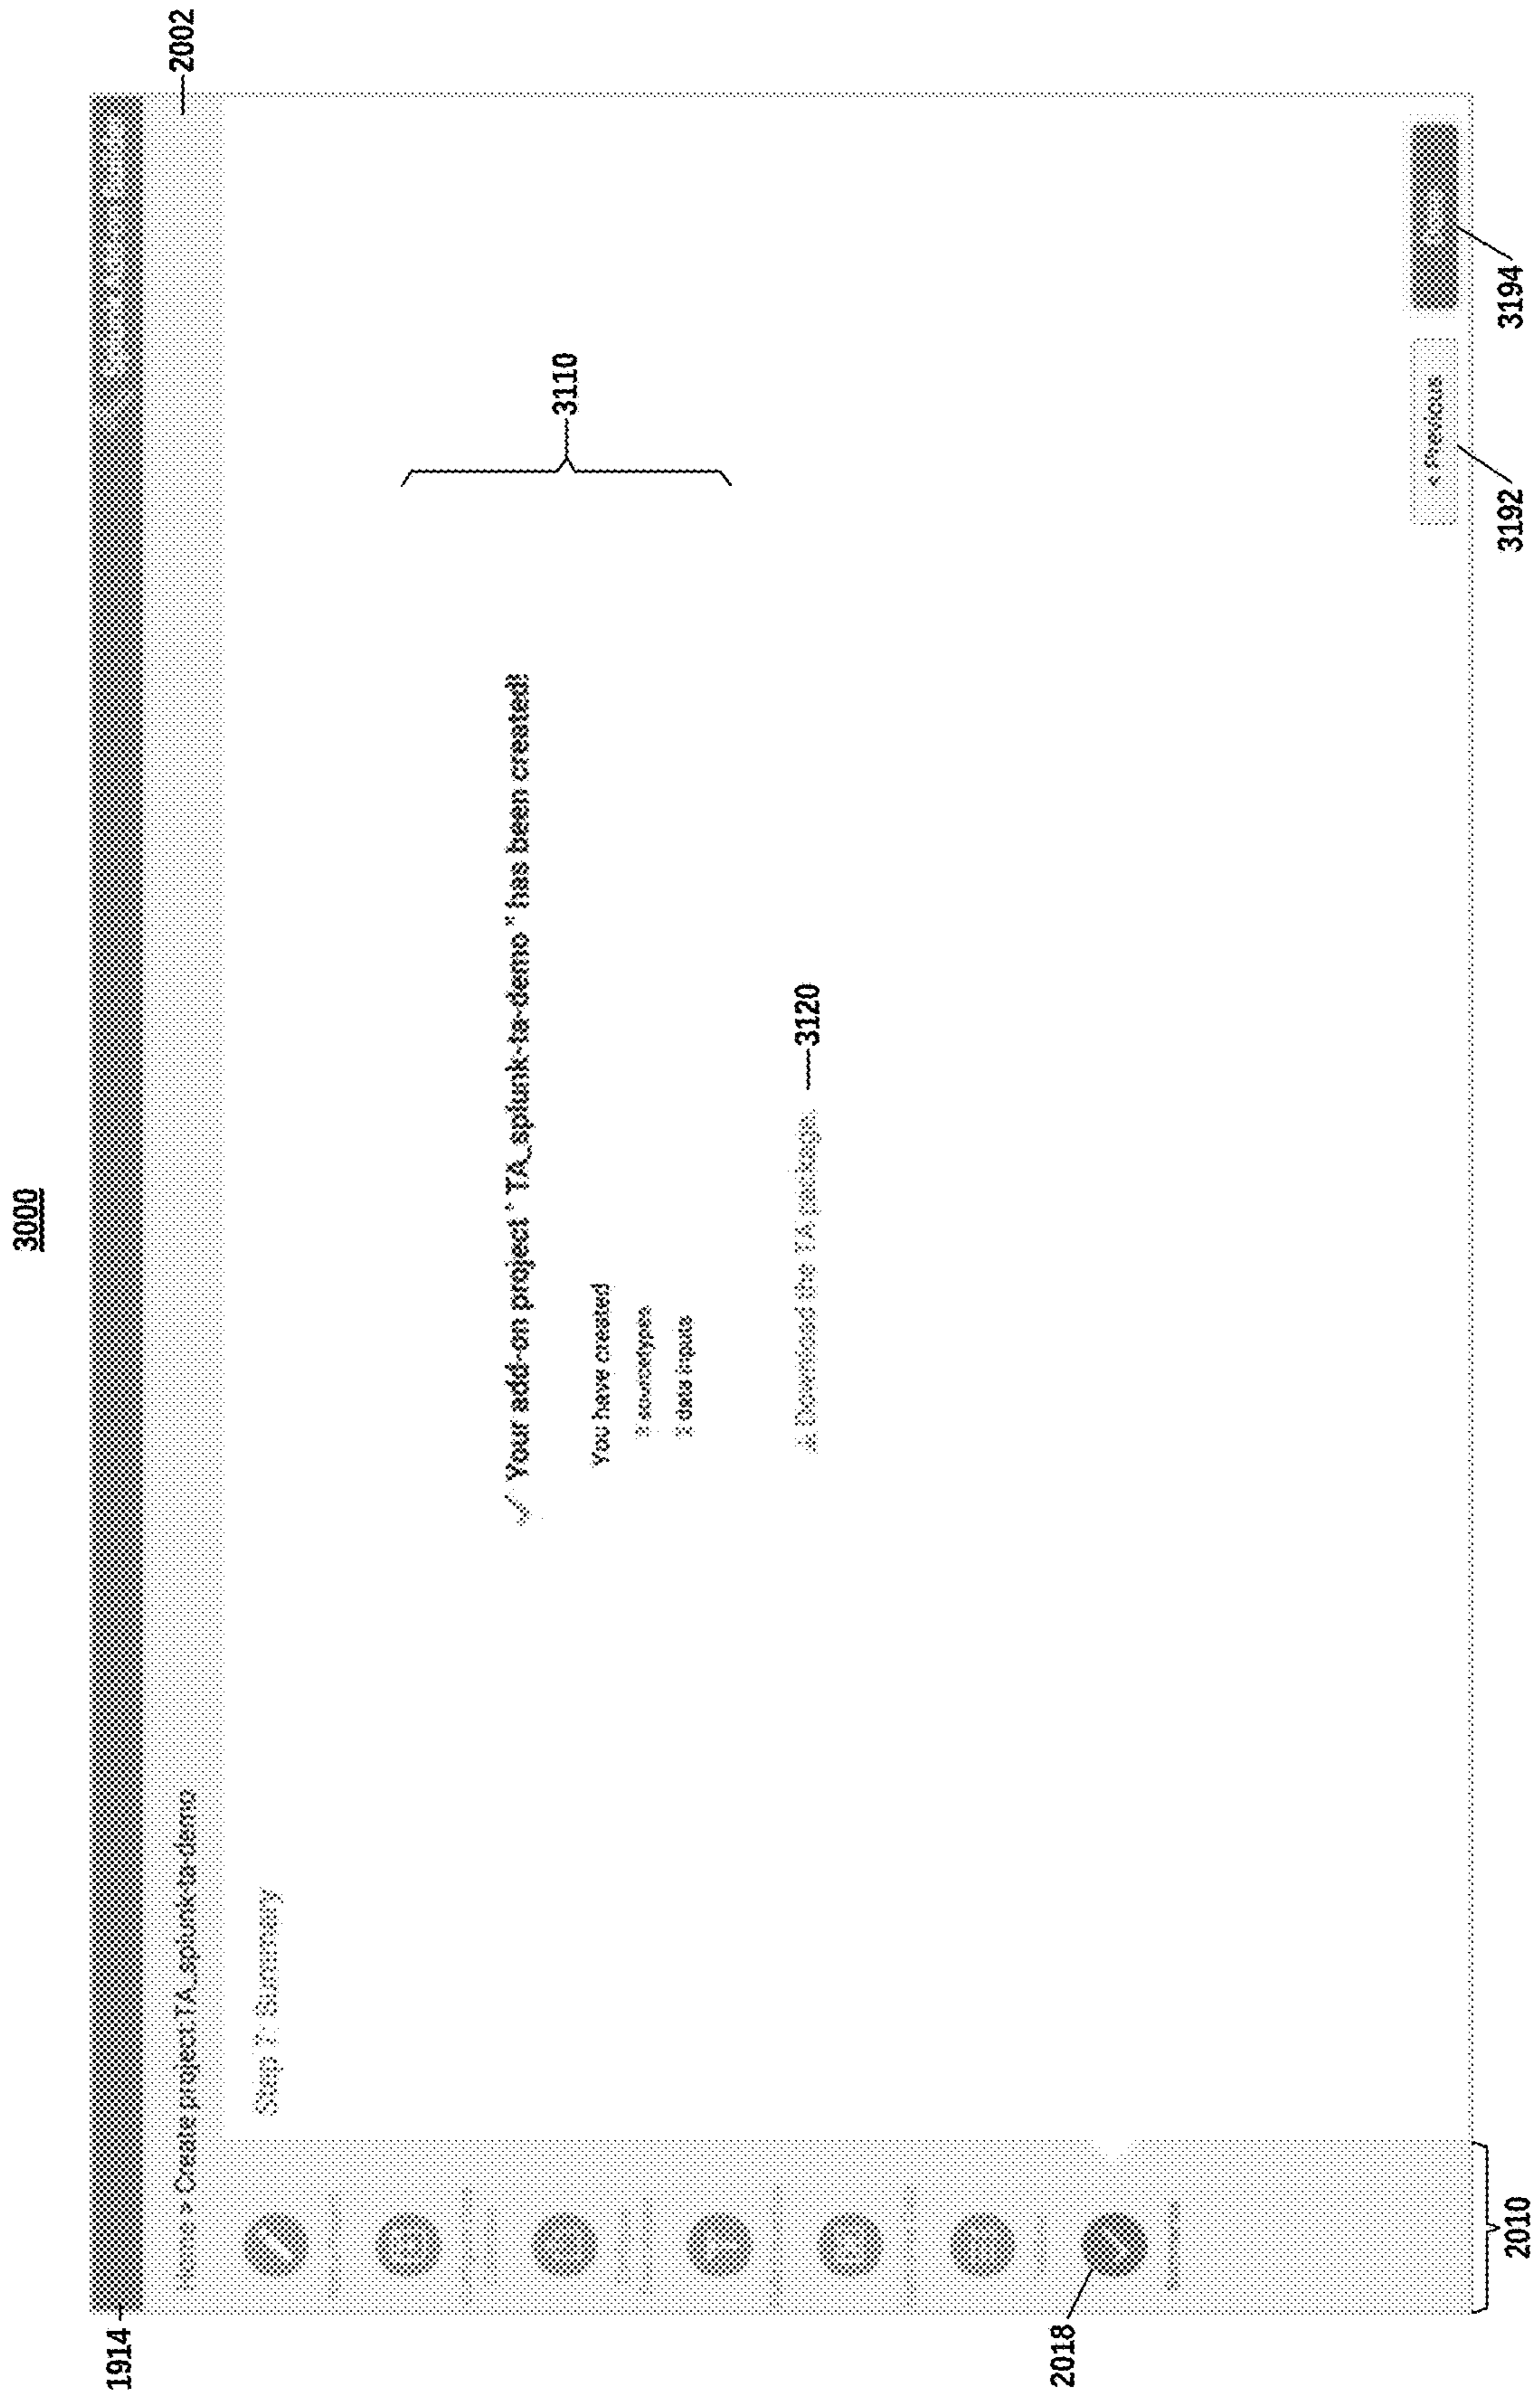 3000
1914
2002
Home > Create project:TA_splunk-ta-demo
Step 7: Summary
3110
✓ Your add-on project " TA_splunk-ta-demo " has been created!
You have created
sourcetypes
data inputs
Download the TA package.
3120
2018
< Previous
2010
3192
3194